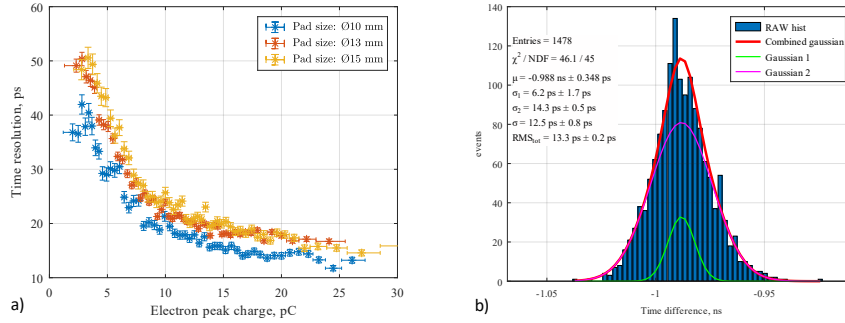 60
50
40
30
20
10
0
5
10
15
20
25
30
Time resolution, ps
Electron peak charge, pC
Pad size: Ø10 mm
Pad size: Ø13 mm
Pad size: Ø15 mm
a)
140
120
100
80
60
40
20
0
-1.05
-1
-0.95
events
Time difference, ns
Entries = 1478
χ² / NDF = 46.1 / 45
μ = -0.988 ns ± 0.348 ps
σ₁ = 6.2 ps ± 1.7 ps
σ₂ = 14.3 ps ± 0.5 ps
σ = 12.5 ps ± 0.8 ps
RMStot = 13.3 ps ± 0.2 ps
RAW hist
Combined gaussian
Gaussian 1
Gaussian 2
b)